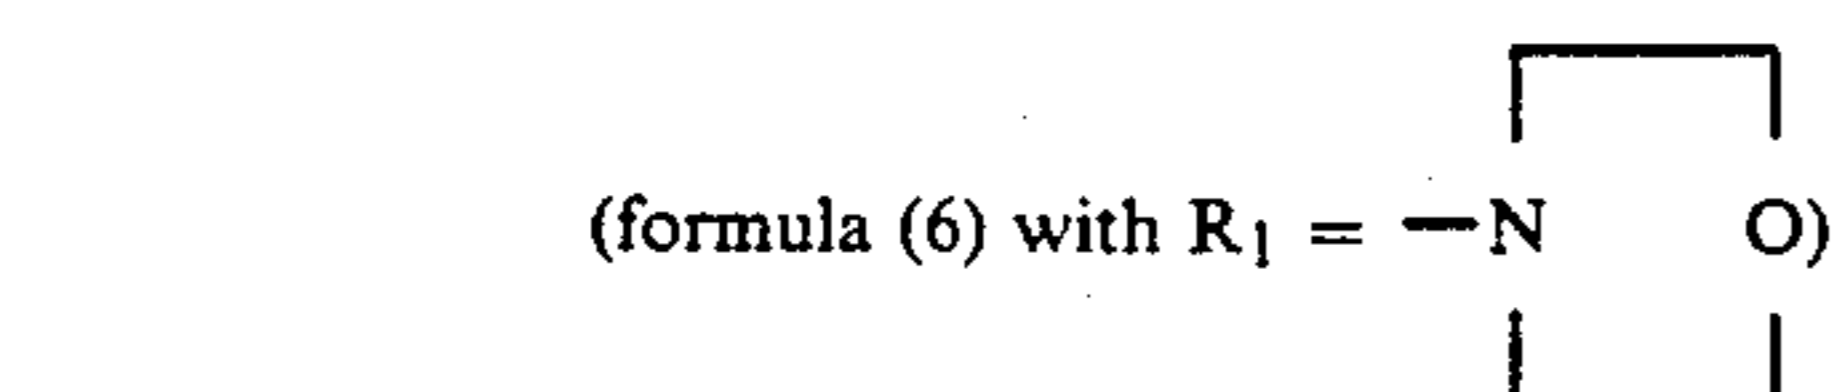 (formula (6) with R1 = —N O)